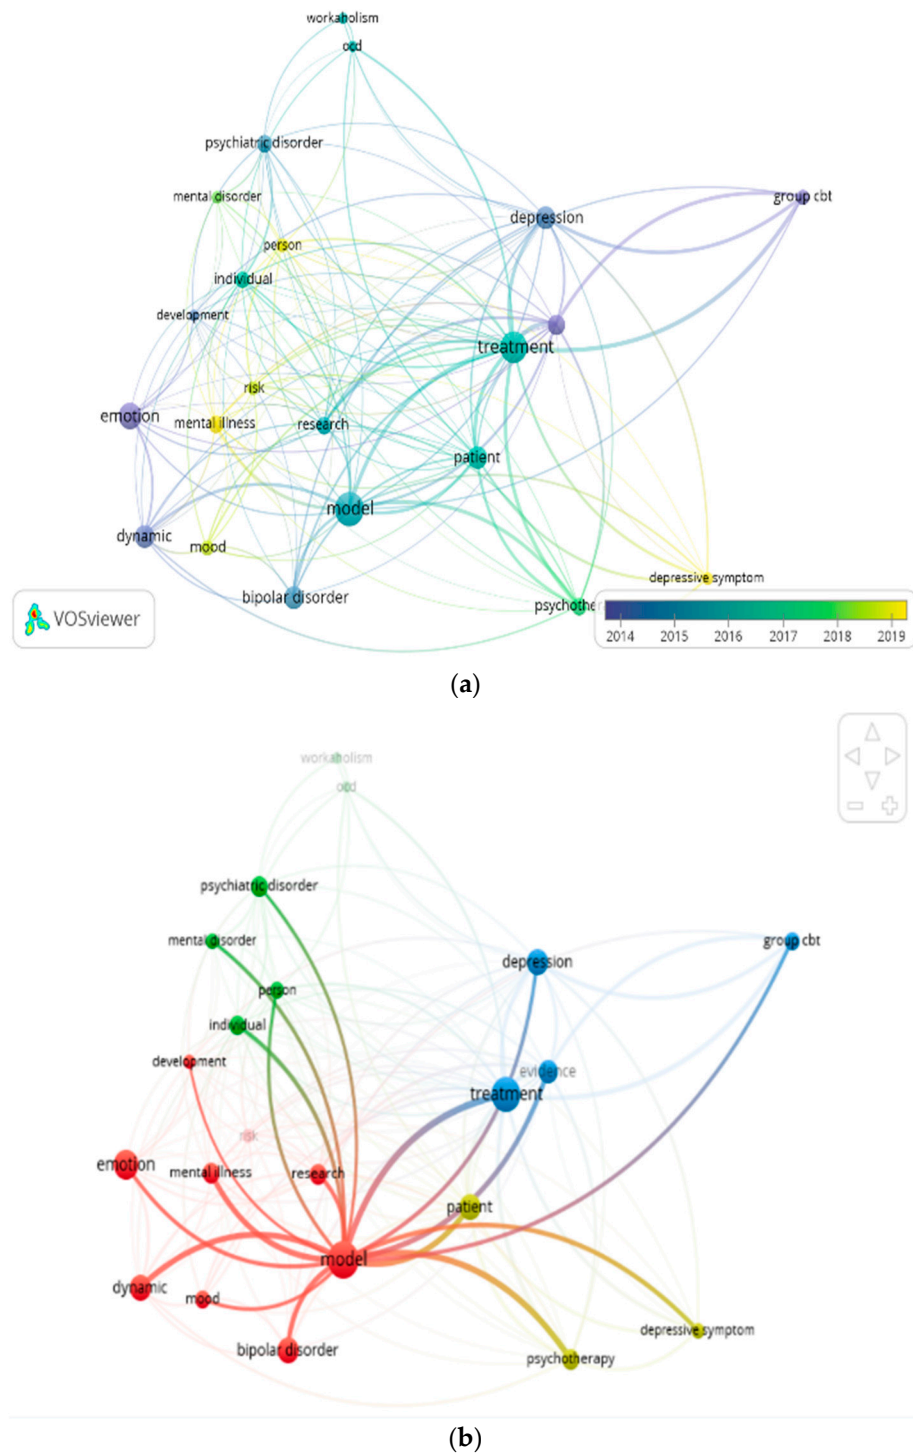 workaholism
ocd
psychiatric disorder
mental disorder
group cbt
depression
person
individual
development
treatment
risk
emotion
mental illness
research
patient
model
dynamic
mood
depressive symptom
bipolar disorder
psychothe
VOSviewer
2014 2015 2016 2017 2018 2019
(a)
workaholism
ocd
psychiatric disorder
mental disorder
group cbt
depression
person
individual
development
evidence
treatment
risk
emotion
mental illness
research
patient
model
dynamic
mood
depressive symptom
bipolar disorder
psychotherapy
(b)